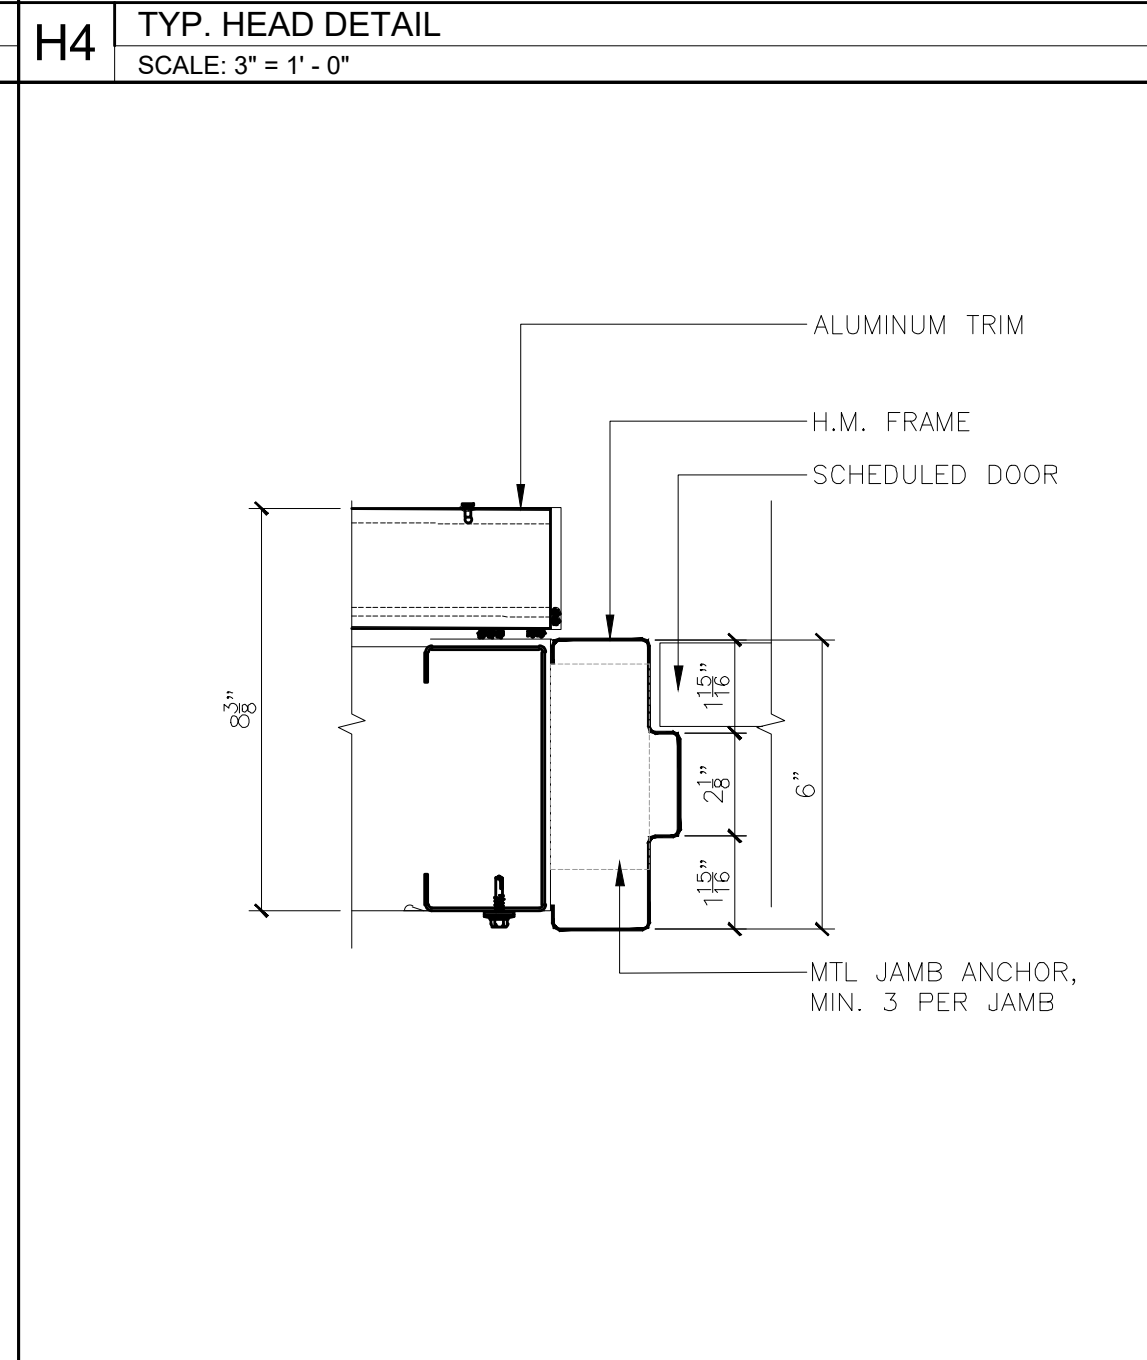 H4
TYP. HEAD DETAIL
SCALE: 3" = 1' - 0"
ALUMINUM TRIM
H.M. FRAME
SCHEDULED DOOR
8 3/8"
1 15/16"
2 1/8"
6"
1 15/16"
MTL JAMB ANCHOR,
MIN. 3 PER JAMB